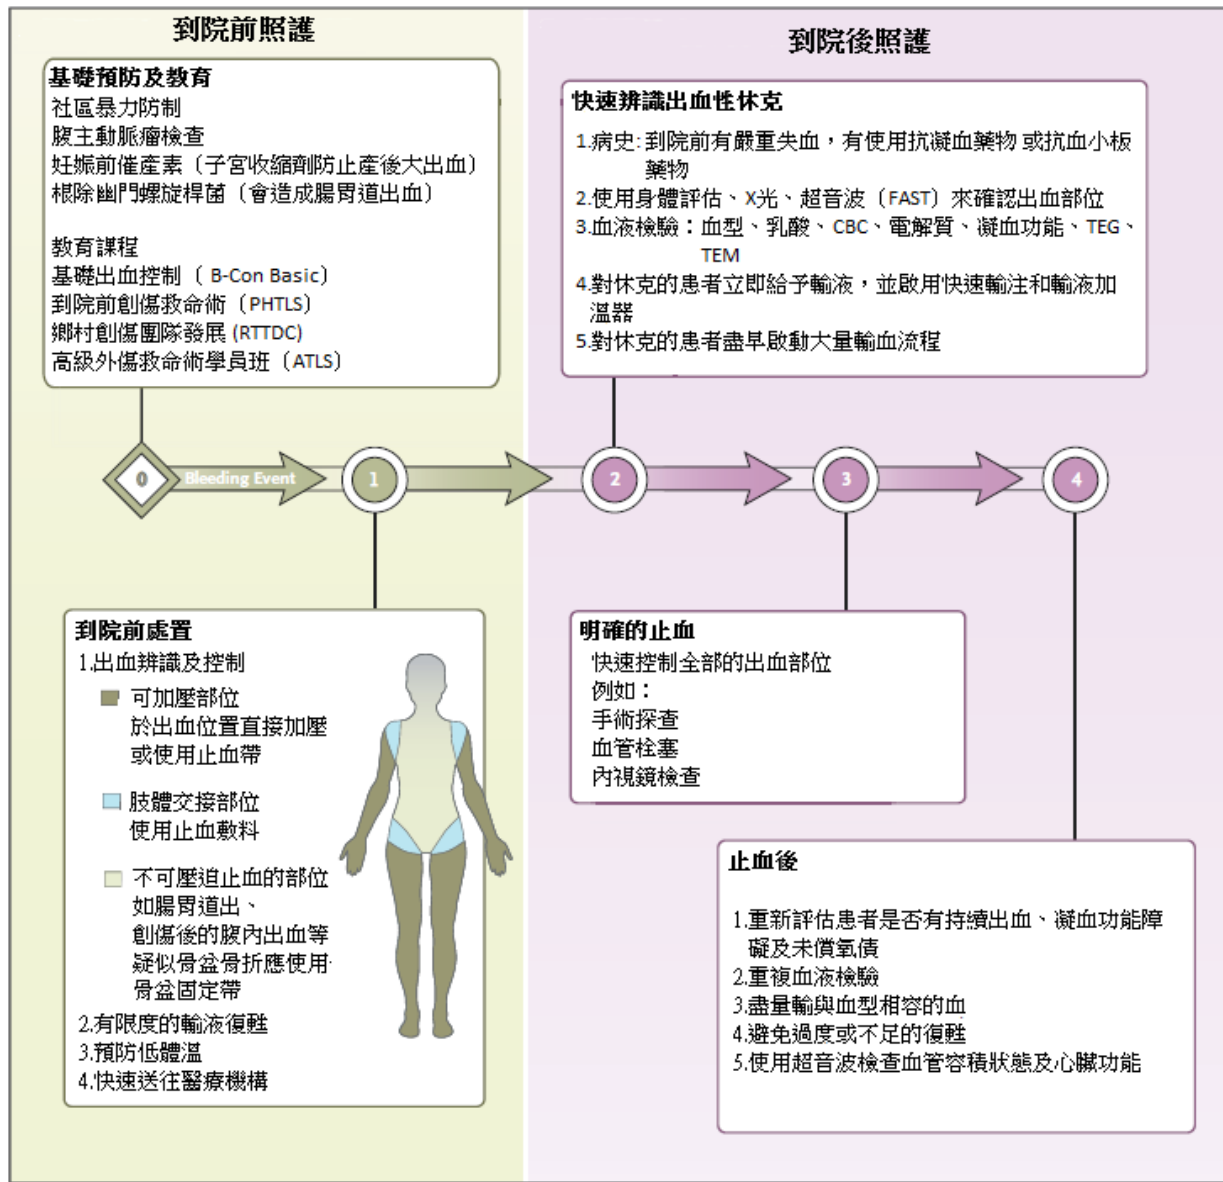 到院前照護
基礎預防及教育
社區暴力防制
腹主動脈瘤檢查
妊娠前催產素（子宮收縮劑防止產後大出血）
根除幽門螺旋桿菌（會造成腸胃道出血）
教育課程
基礎出血控制（ B-Con Basic）
到院前創傷救命術（PHTLS）
鄉村創傷團隊發展 (RTTDC)
高級外傷救命術學員班（ATLS）
到院後照護
快速辨識出血性休克
1.病史: 到院前有嚴重失血，有使用抗凝血藥物 或抗血小板
藥物
2.使用身體評估、X光、超音波（FAST）來確認出血部位
3.血液檢驗：血型、乳酸、CBC、電解質、凝血功能、TEG、
TEM
4.對休克的患者立即給予輸液，並啟用快速輸注和輸液加
溫器
5.對休克的患者盡早啟動大量輸血流程
0
Bleeding Event
1
2
3
4
到院前處置
1.出血辨識及控制
可加壓部位
於出血位置直接加壓
或使用止血帶
肢體交接部位
使用止血敷料
不可壓迫止血的部位
如腸胃道出、
創傷後的腹內出血等
疑似骨盆骨折應使用
骨盆固定帶
2.有限度的輸液復甦
3.預防低體溫
4.快速送往醫療機構
明確的止血
快速控制全部的出血部位
例如：
手術探查
血管栓塞
內視鏡檢查
止血後
1.重新評估患者是否有持續出血、凝血功能障
礙及未償氧債
2.重複血液檢驗
3.盡量輸與血型相容的血
4.避免過度或不足的復甦
5.使用超音波檢查血管容積狀態及心臟功能